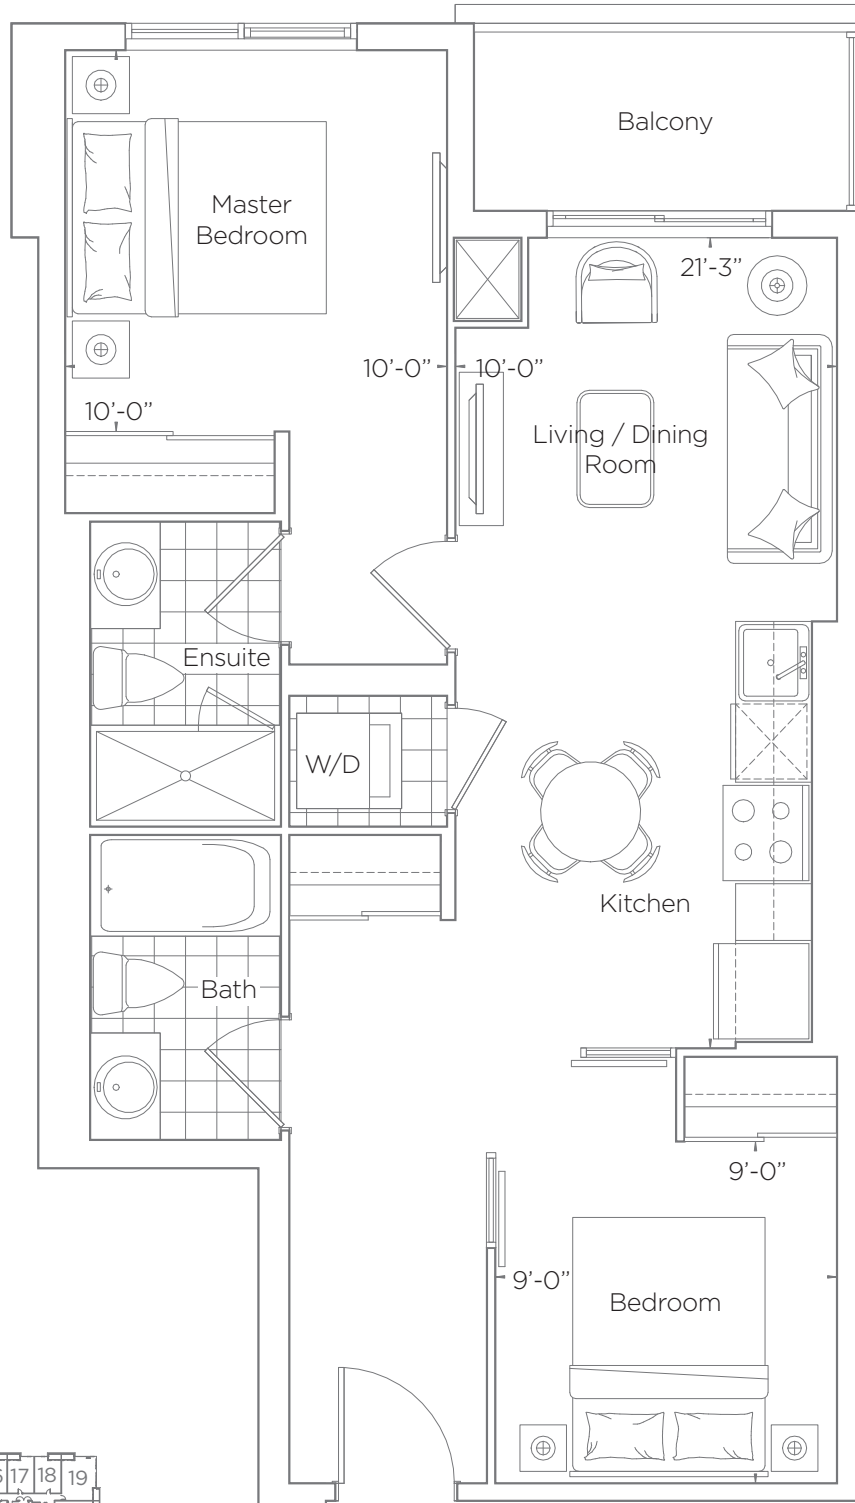 Balcony
Master
Bedroom
21'-3"
10'-0"
10'-0"
10'-0"
Living / Dining
Room
Ensuite
W/D
Kitchen
Bath
9'-0"
9'-0"
Bedroom
17 18 19